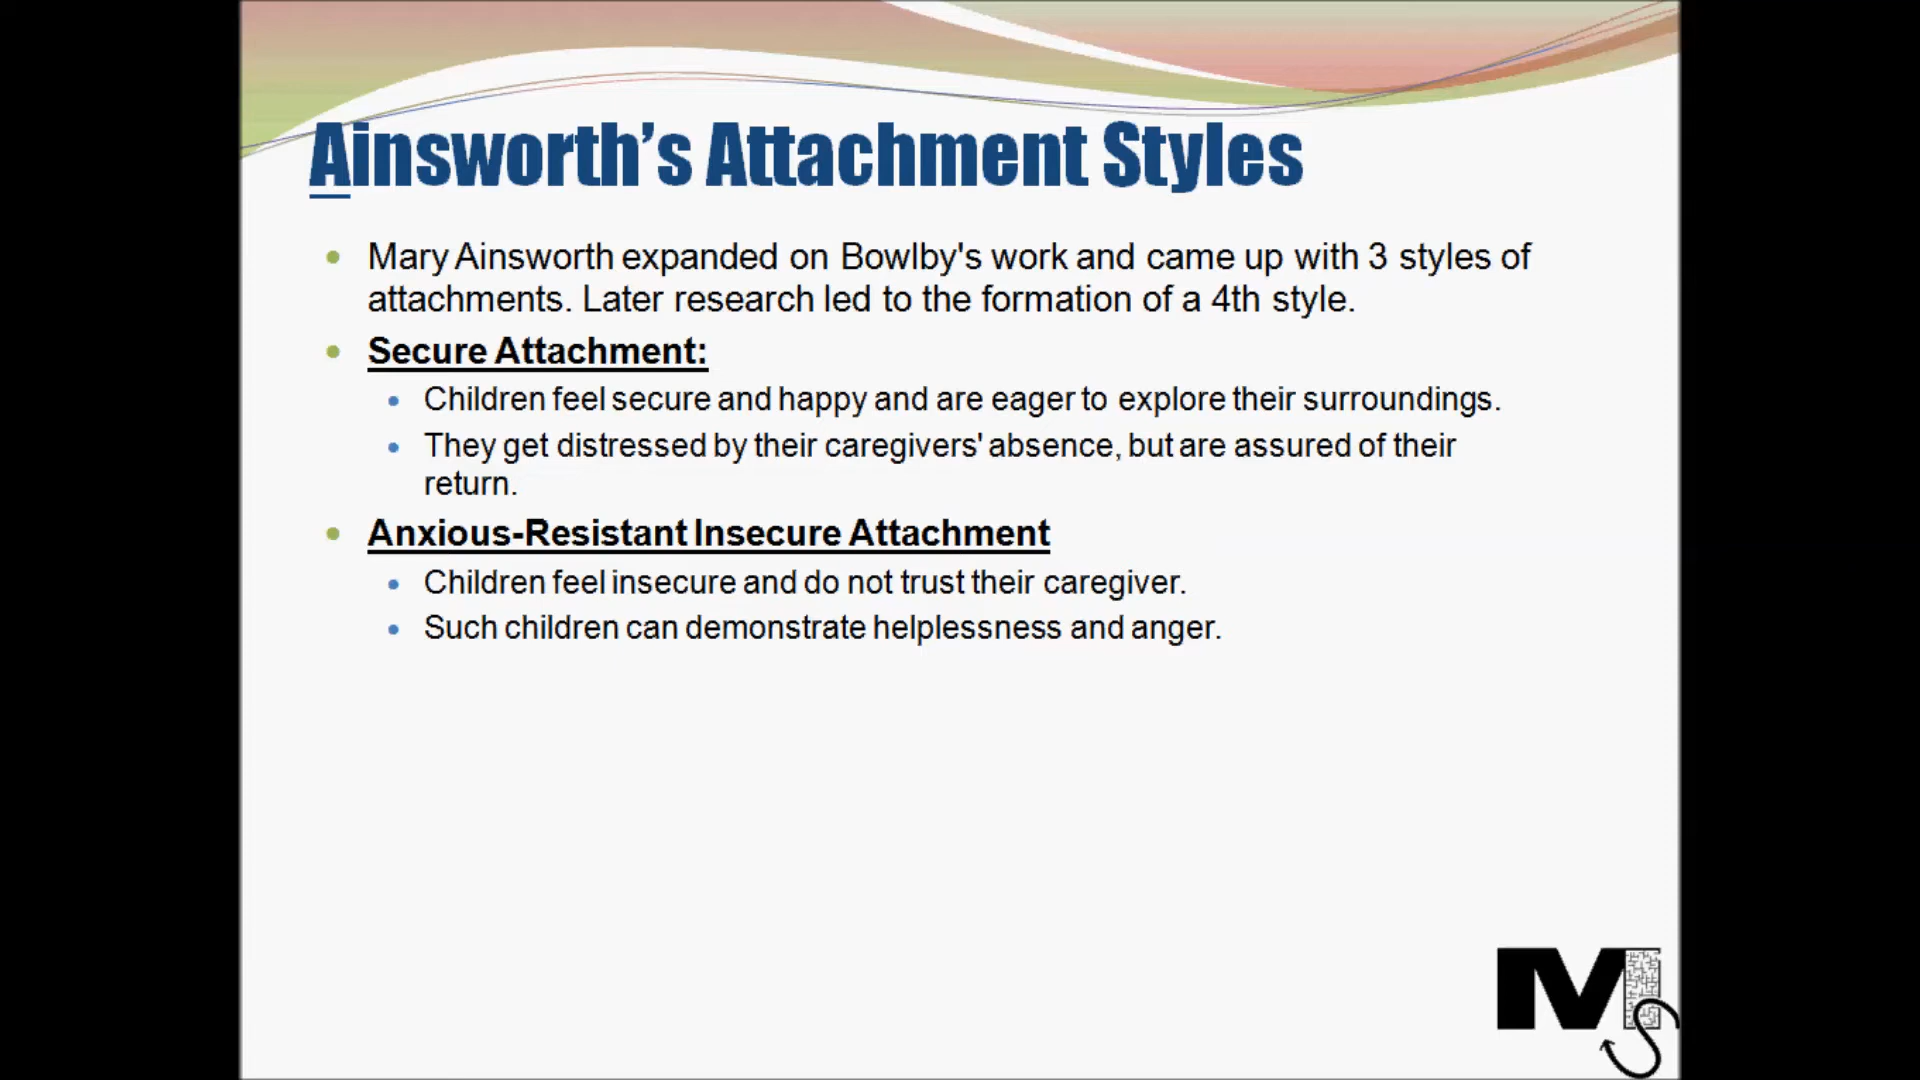 Ainsworth's Attachment Styles
Mary Ainsworth expanded on Bowlby's work and came up with 3 styles of
attachments. Later research led to the formation of a 4th style.
Secure Attachment:
Children feel secure and happy and are eager to explore their surroundings.
They get distressed by their caregivers' absence, but are assured of their
return.
Anxious-Resistant Insecure Attachment
Children feel insecure and do not trust their caregiver.
Such children can demonstrate helplessness and anger.
MS